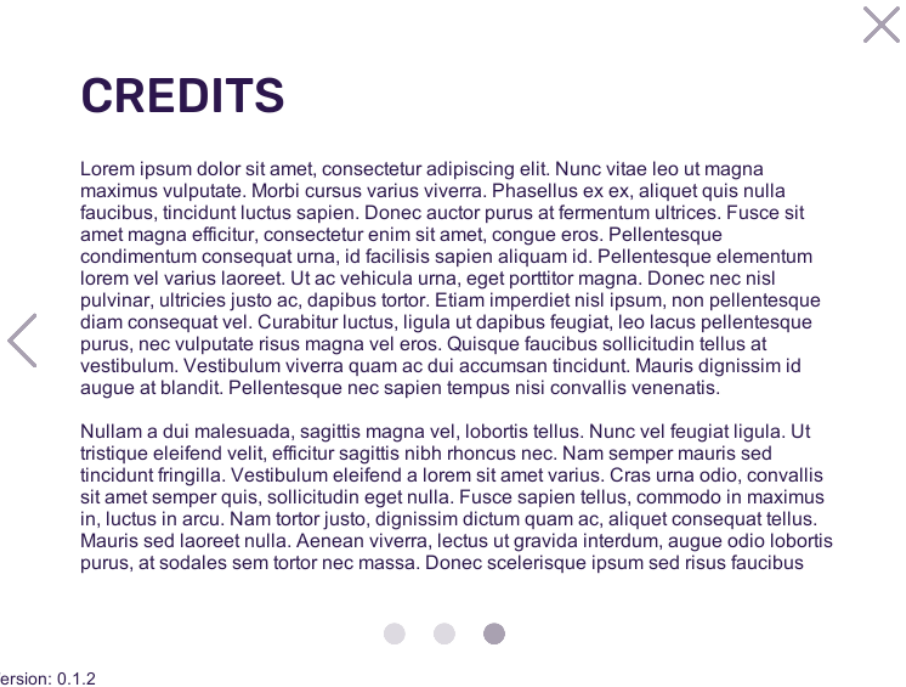 CREDITS
Lorem ipsum dolor sit amet, consectetur adipiscing elit. Nunc vitae leo ut magna
maximus vulputate. Morbi cursus varius viverra. Phasellus ex ex, aliquet quis nulla
faucibus, tincidunt luctus sapien. Donec auctor purus at fermentum ultrices. Fusce sit
amet magna efficitur, consectetur enim sit amet, congue eros. Pellentesque
condimentum consequat urna, id facilisis sapien aliquam id. Pellentesque elementum
lorem vel varius laoreet. Ut ac vehicula urna, eget porttitor magna. Donec nec nisl
pulvinar, ultricies justo ac, dapibus tortor. Etiam imperdiet nisl ipsum, non pellentesque
diam consequat vel. Curabitur luctus, ligula ut dapibus feugiat, leo lacus pellentesque
purus, nec vulputate risus magna vel eros. Quisque faucibus sollicitudin tellus at
vestibulum. Vestibulum viverra quam ac dui accumsan tincidunt. Mauris dignissim id
augue at blandit. Pellentesque nec sapien tempus nisi convallis venenatis.
Nullam a dui malesuada, sagittis magna vel, lobortis tellus. Nunc vel feugiat ligula. Ut
tristique eleifend velit, efficitur sagittis nibh rhoncus nec. Nam semper mauris sed
tincidunt fringilla. Vestibulum eleifend a lorem sit amet varius. Cras urna odio, convallis
sit amet semper quis, sollicitudin eget nulla. Fusce sapien tellus, commodo in maximus
in, luctus in arcu. Nam tortor justo, dignissim dictum quam ac, aliquet consequat tellus.
Mauris sed laoreet nulla. Aenean viverra, lectus ut gravida interdum, augue odio lobortis
purus, at sodales sem tortor nec massa. Donec scelerisque ipsum sed risus faucibus
ersion: 0.1.2